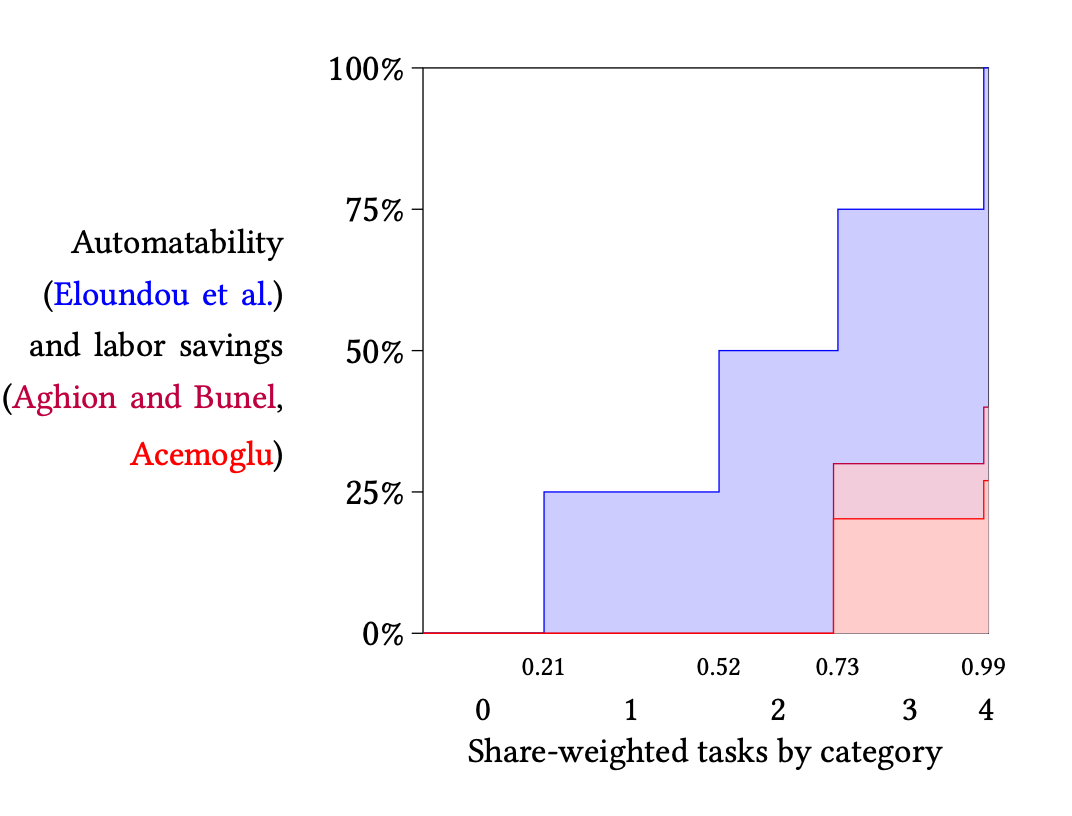 100%
75%
Automatability
(Eloundou et al.)
and labor savings
50%
(Aghion and Bunel,
Acemoglu)
25%
0%
0.21 0.52 0.73 0.99
0 1 2 3 4
Share-weighted tasks by category